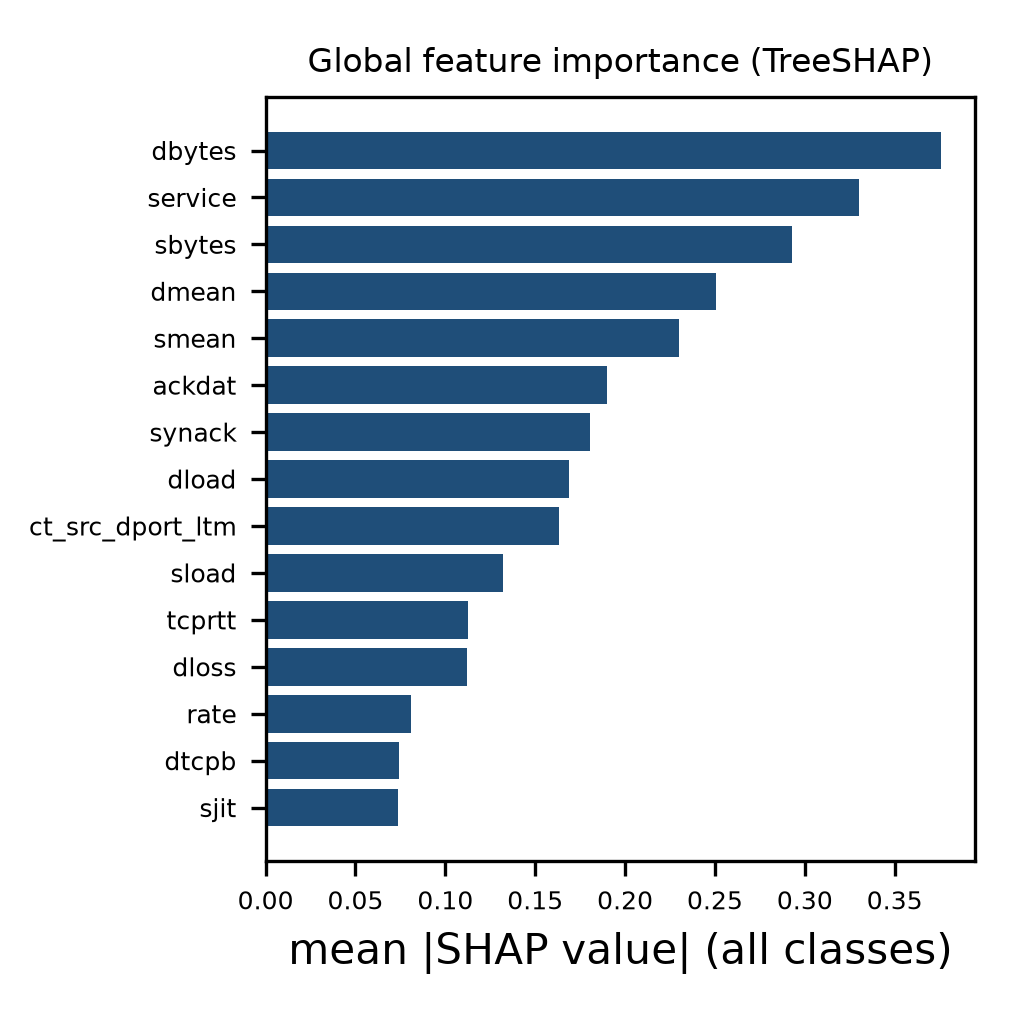 Global feature importance (TreeSHAP)
dbytes
service
sbytes
dmean
smean
ackdat
synack
dload
ct_src_dport_ltm
sload
tcprtt
dloss
rate
dtcpb
sjit
0.00 0.05 0.10 0.15 0.20 0.25 0.30 0.35
mean |SHAP value| (all classes)